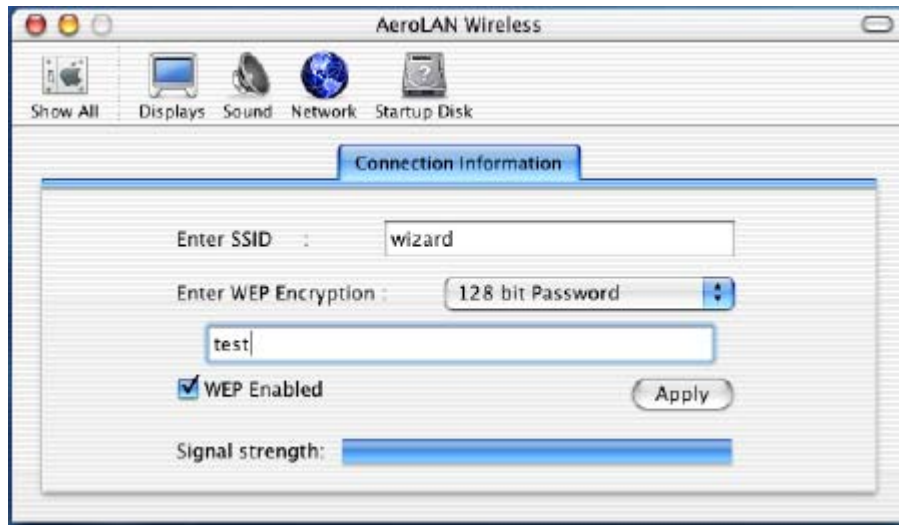 AeroLAN Wireless
Show All Displays Sound Network Startup Disk
Connection Information
Enter SSID : wizard
Enter WEP Encryption : 128 bit Password
test
WEP Enabled Apply
Signal strength: